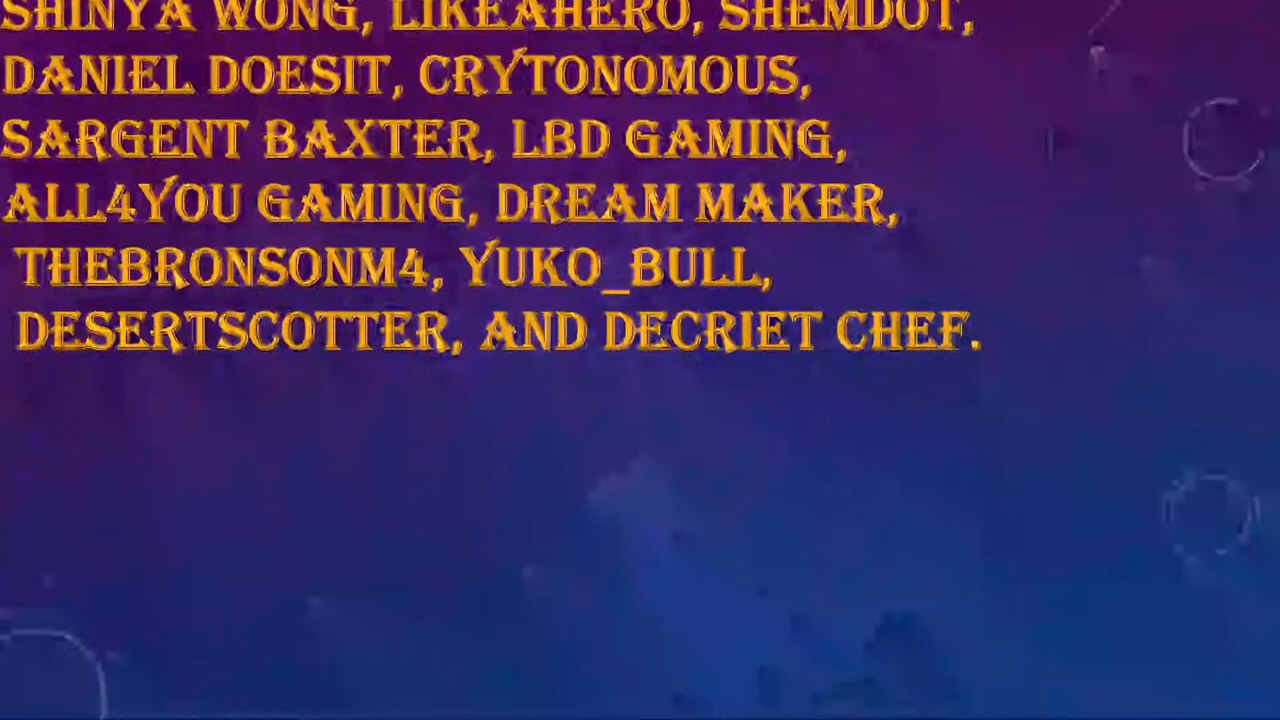 SHINYA WONG, LIKEAHERO, SHEMDOT,
DANIEL DOESIT, CRYTONOMOUS,
SARGENT BAXTER, LBD GAMING,
ALL4YOU GAMING, DREAM MAKER,
THEBRONSONM4, YUKO_BULL,
DESERTSCOTTER, AND DECRIET CHEF.